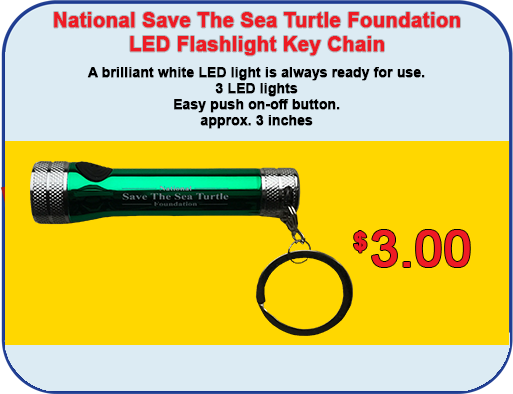 National Save The Sea Turtle Foundation
LED Flashlight Key Chain
A brilliant white LED light is always ready for use.
3 LED lights
Easy push on-off button.
approx. 3 inches
National
Save The Sea Turtle
Foundation
$3.00